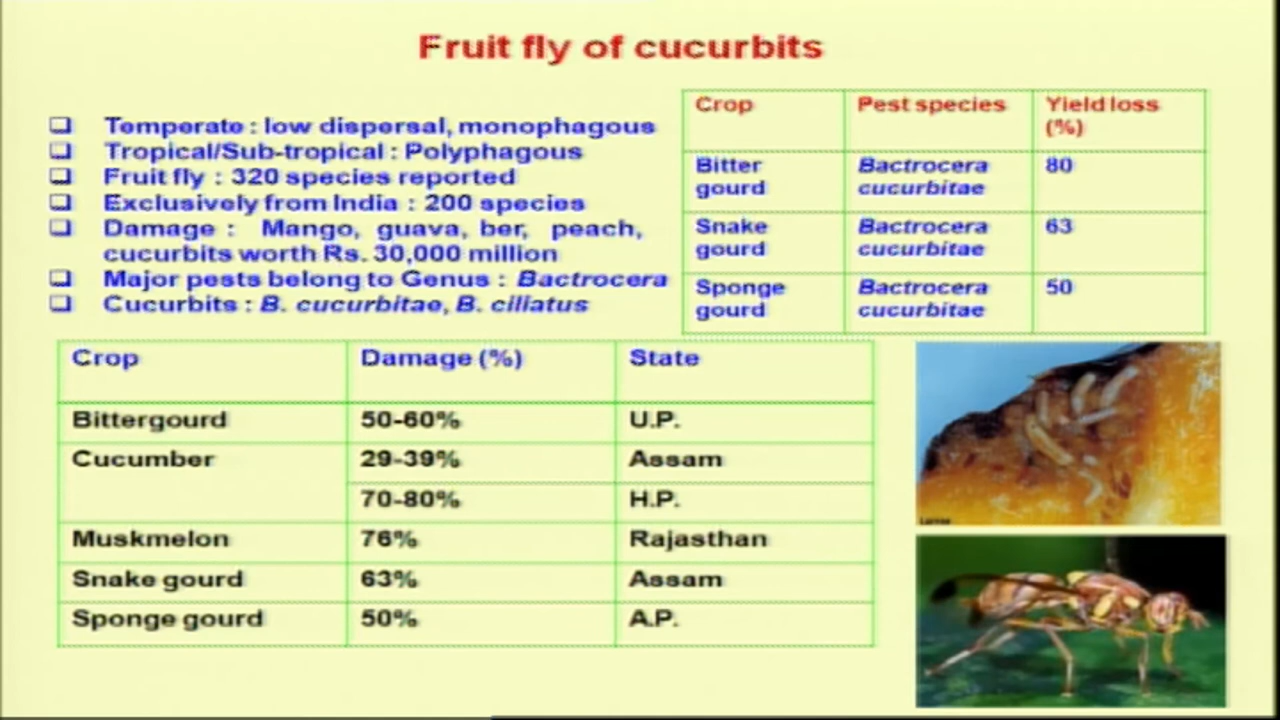 Fruit fly of cucurbits
Temperate : low dispersal, monophagous
Tropical/Sub-tropical : Polyphagous
Fruit fly : 320 species reported
Exclusively from India : 200 species
Damage : Mango, guava, ber, peach,
cucurbits worth Rs. 30,000 million
Major pests belong to Genus : Bactrocera
Cucurbits : B. cucurbitae, B. ciliatus
Crop Pest species Yield loss
(%)
Bitter Bactrocera 80
gourd cucurbitae
Snake Bactrocera 63
gourd cucurbitae
Sponge Bactrocera 50
gourd cucurbitae
Crop Damage (%) State
Bittergourd 50-60% U.P.
Cucumber 29-39% Assam
70-80% H.P.
Muskmelon 76% Rajasthan
Snake gourd 63% Assam
Sponge gourd 50% A.P.